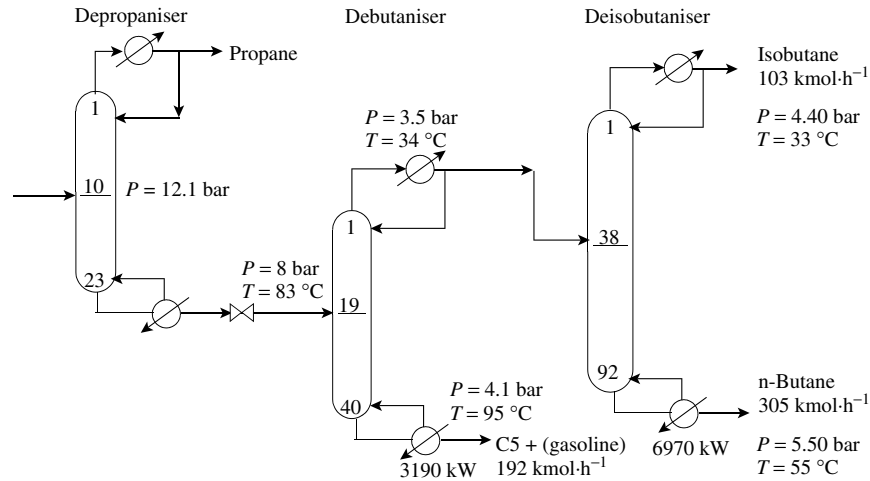 Depropaniser
Propane
1
10
P = 12.1 bar
23
P = 8 bar
T = 83 °C
Debutaniser
P = 3.5 bar
T = 34 °C
1
19
40
P = 4.1 bar
T = 95 °C
3190 kW
C5 + (gasoline)
192 kmol·h⁻¹
Deisobutaniser
Isobutane
103 kmol·h⁻¹
P = 4.40 bar
T = 33 °C
1
38
92
6970 kW
n-Butane
305 kmol·h⁻¹
P = 5.50 bar
T = 55 °C